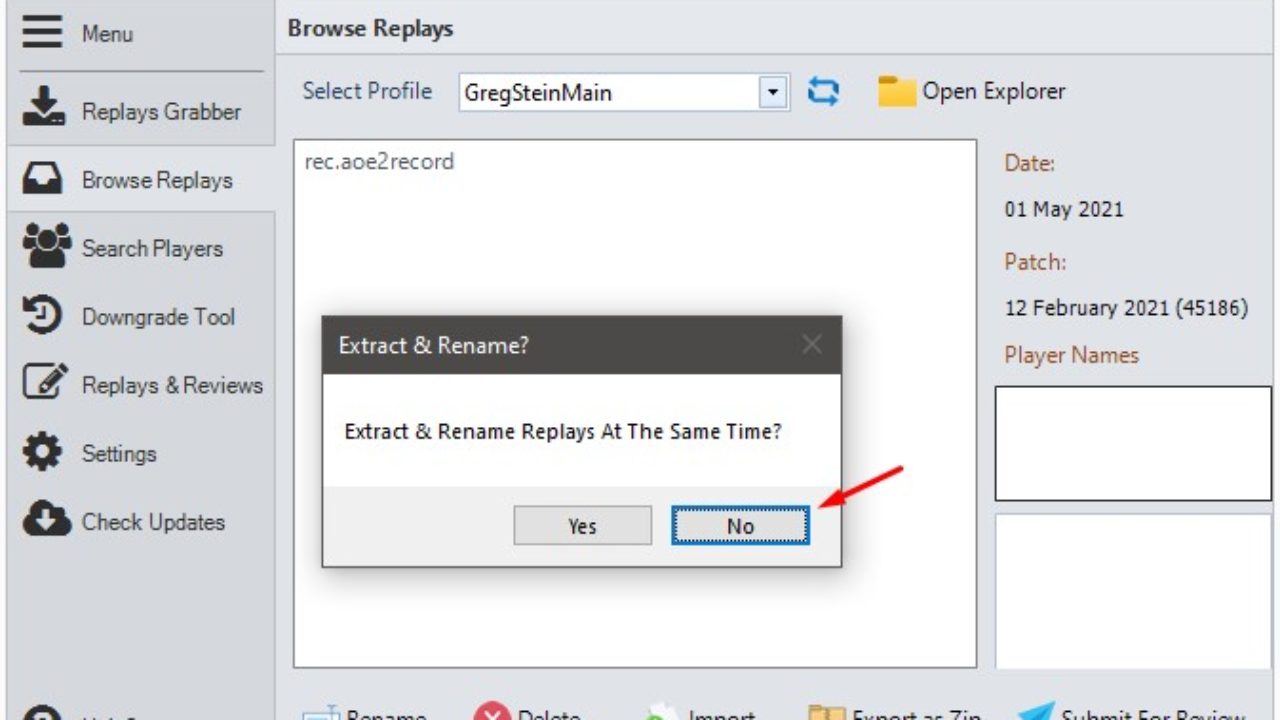 Menu
Replays Grabber
Browse Replays
Search Players
Downgrade Tool
Replays & Reviews
Settings
Check Updates
Browse Replays
Select Profile GregSteinMain Open Explorer
rec.aoe2record
Date:
01 May 2021
Patch:
12 February 2021 (45186)
Player Names
Extract & Rename?
Extract & Rename Replays At The Same Time?
Yes No
Rename Delete Import Export as Zip Submit For Review